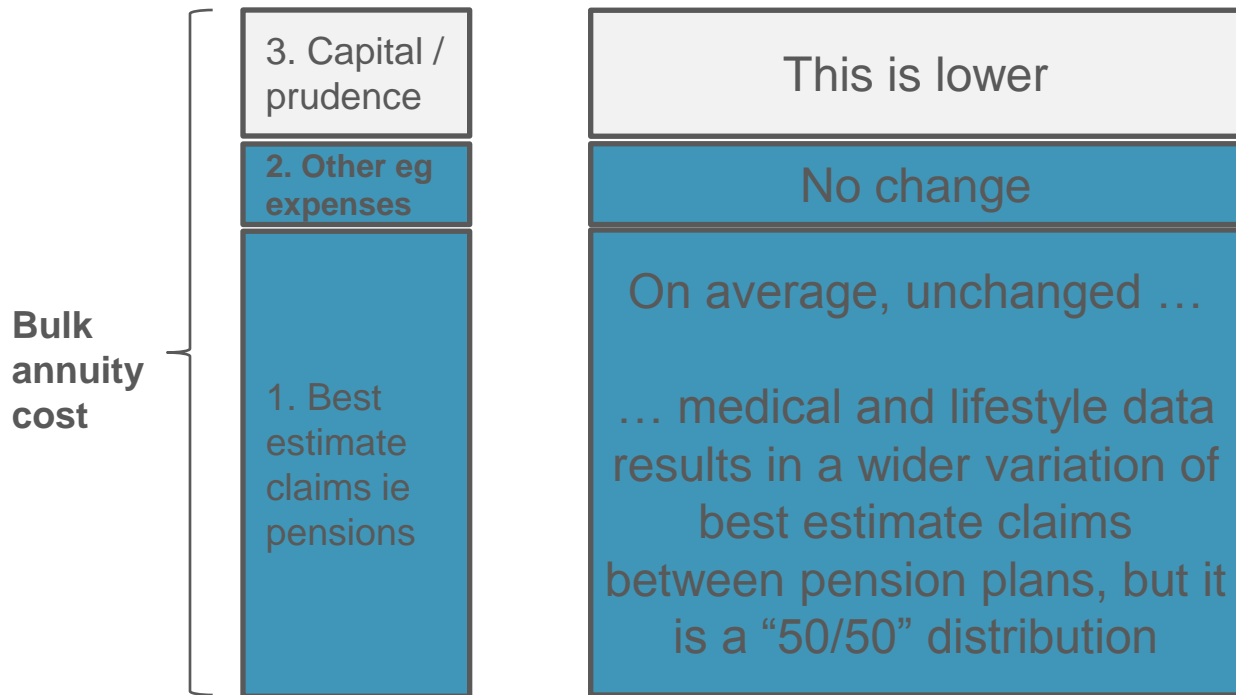 3. Capital /
prudence
This is lower
2. Other eg
expenses
No change
Bulk
annuity
cost
1. Best
estimate
claims ie
pensions
On average, unchanged …
… medical and lifestyle data
results in a wider variation of
best estimate claims
between pension plans, but it
is a “50/50” distribution